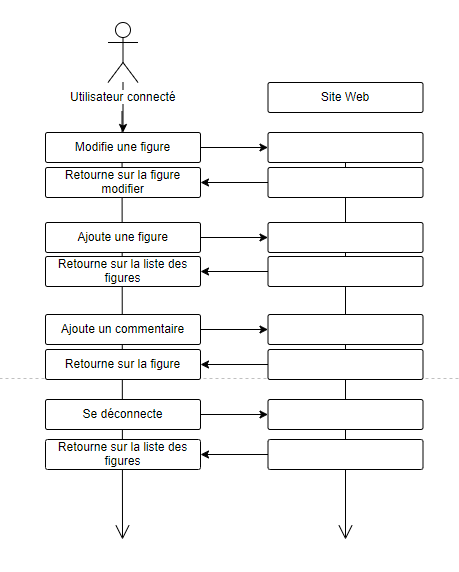 Utilisateur connecté
Site Web
Modifie une figure
Retourne sur la figure
modifier
Ajoute une figure
Retourne sur la liste des
figures
Ajoute un commentaire
Retourne sur la figure
Se déconnecte
Retourne sur la liste des
figures